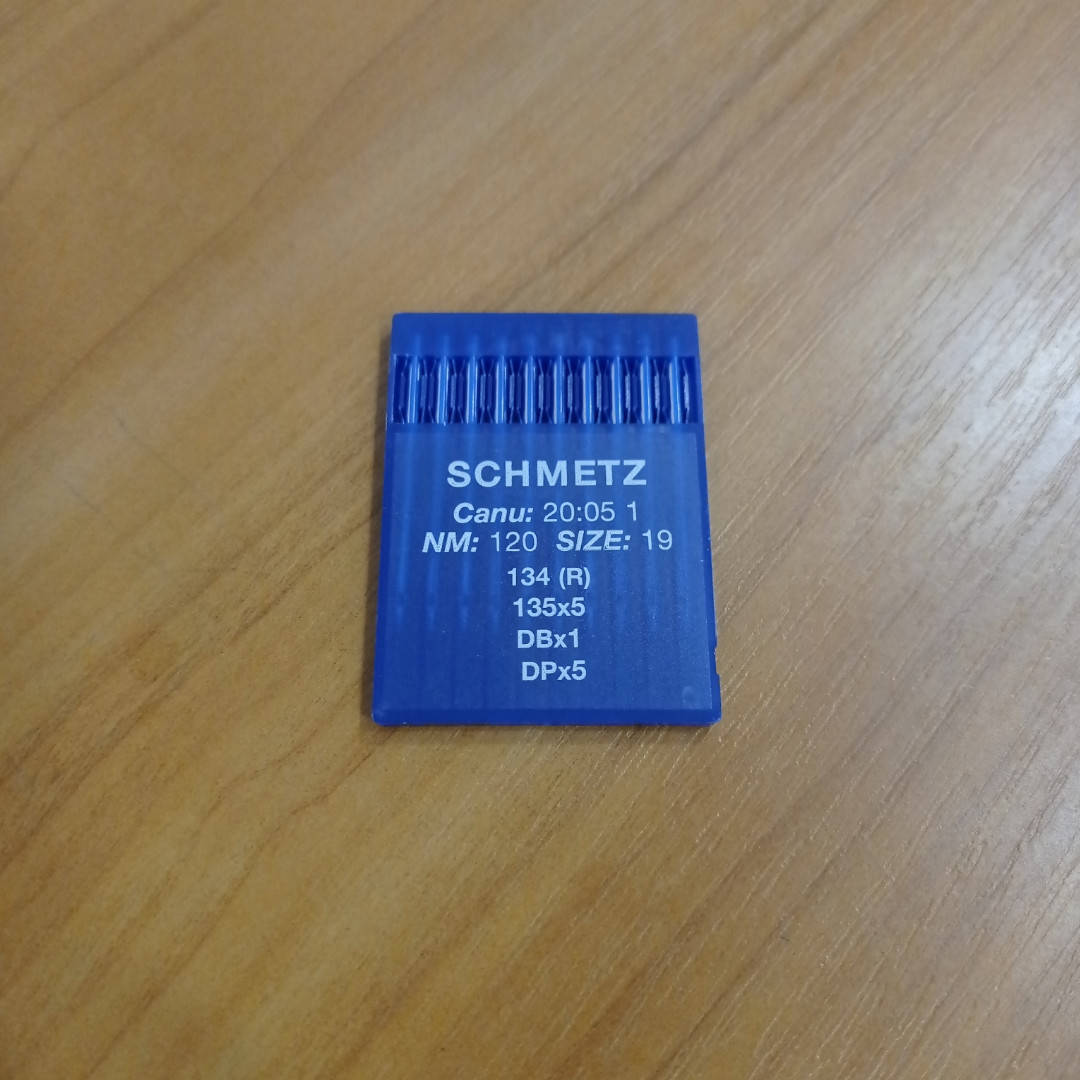 SCHMETZ
Canu: 20:05 1
NM: 120 SIZE: 19
134 (R)
135x5
DBx1
DPx5